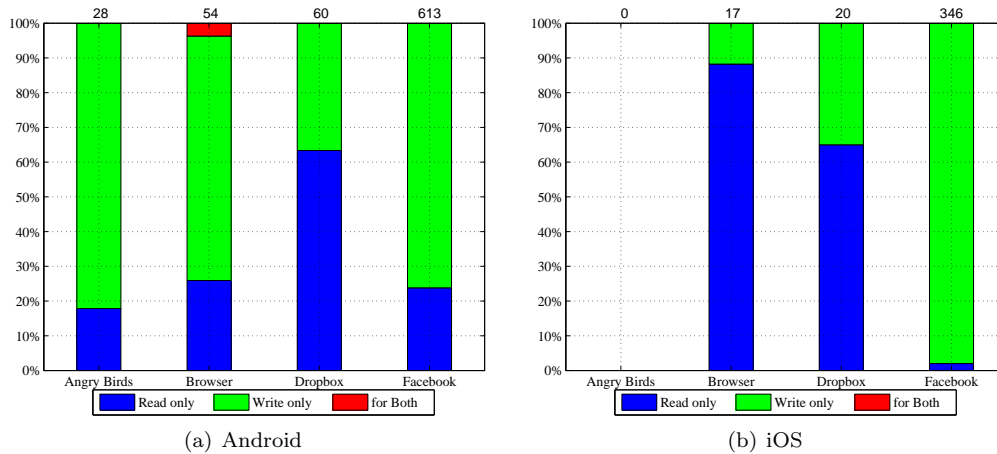 28 54 60 613
100%
90%
80%
70%
60%
50%
40%
30%
20%
10%
0%
Angry Birds Browser Dropbox Facebook
Read only Write only for Both
(a) Android
0 17 20 346
100%
90%
80%
70%
60%
50%
40%
30%
20%
10%
0%
Angry Birds Browser Dropbox Facebook
Read only Write only for Both
(b) iOS